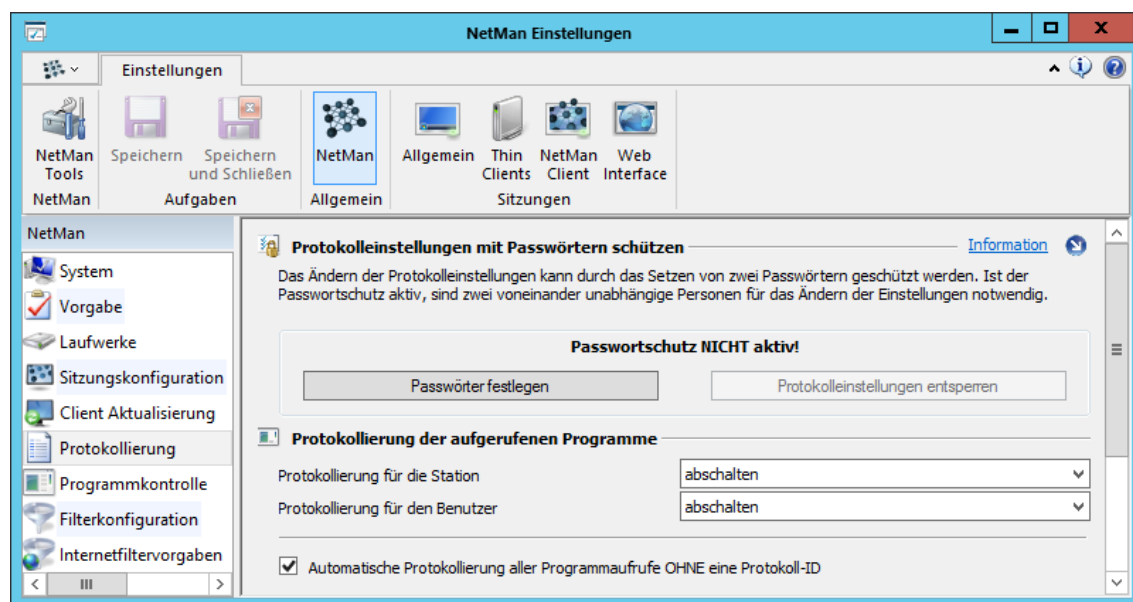 NetMan Einstellungen
Einstellungen
NetMan Tools
Speichern
Speichern und Schließen
NetMan
Allgemein
Thin Clients
NetMan Client
Web Interface
NetMan
Aufgaben
Allgemein
Sitzungen
NetMan
System
Vorgabe
Laufwerke
Sitzungskonfiguration
Client Aktualisierung
Protokollierung
Programmkontrolle
Filterkonfiguration
Internetfiltervorgaben
Protokolleinstellungen mit Passwörtern schützen
Information
Das Ändern der Protokolleinstellungen kann durch das Setzen von zwei Passwörtern geschützt werden. Ist der
Passwortschutz aktiv, sind zwei voneinander unabhängige Personen für das Ändern der Einstellungen notwendig.
Passwortschutz NICHT aktiv!
Passwörter festlegen
Protokolleinstellungen entsperren
Protokollierung der aufgerufenen Programme
Protokollierung für die Station
abschalten
Protokollierung für den Benutzer
abschalten
Automatische Protokollierung aller Programmaufrufe OHNE eine Protokoll-ID